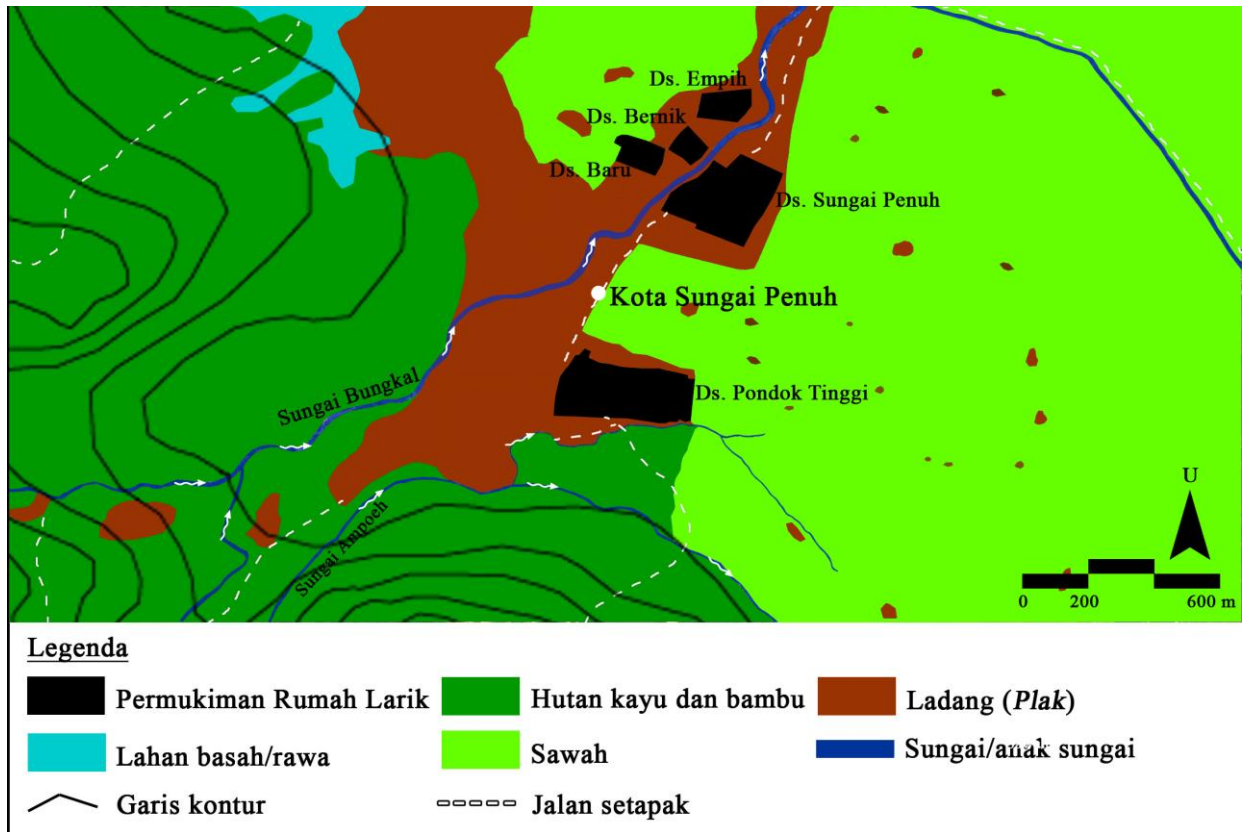 Ds. Empih
Ds. Bernik
Ds. Baru
Ds. Sungai Penuh
Kota Sungai Penuh
Sungai Bungkal
Ds. Pondok Tinggi
Sungai Ampoeh
U
0 200 600 m
Legenda
Permukiman Rumah Larik
Hutan kayu dan bambu
Ladang (Plak)
Lahan basah/rawa
Sawah
Sungai/anak sungai
Garis kontur
Jalan setapak